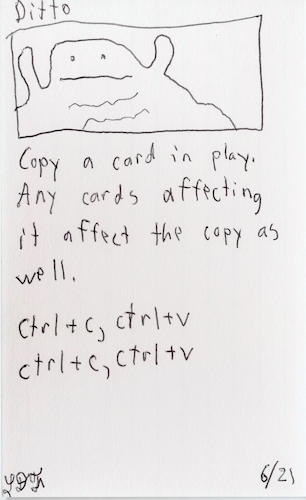 Ditto
Copy a card in play.
Any cards affecting
it affect the copy as
well.
ctrl+c, ctrl+v
ctrl+c, ctrl+v
6/21